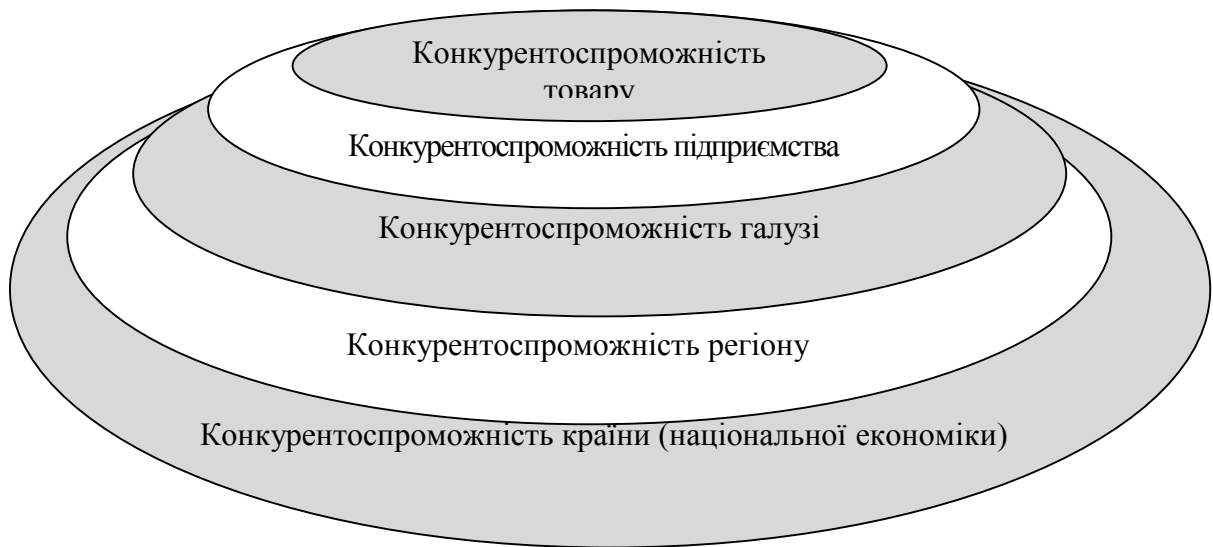 Конкурентоспроможність
товару
Конкурентоспроможність підприємства
Конкурентоспроможність галузі
Конкурентоспроможність регіону
Конкурентоспроможність країни (національної економіки)